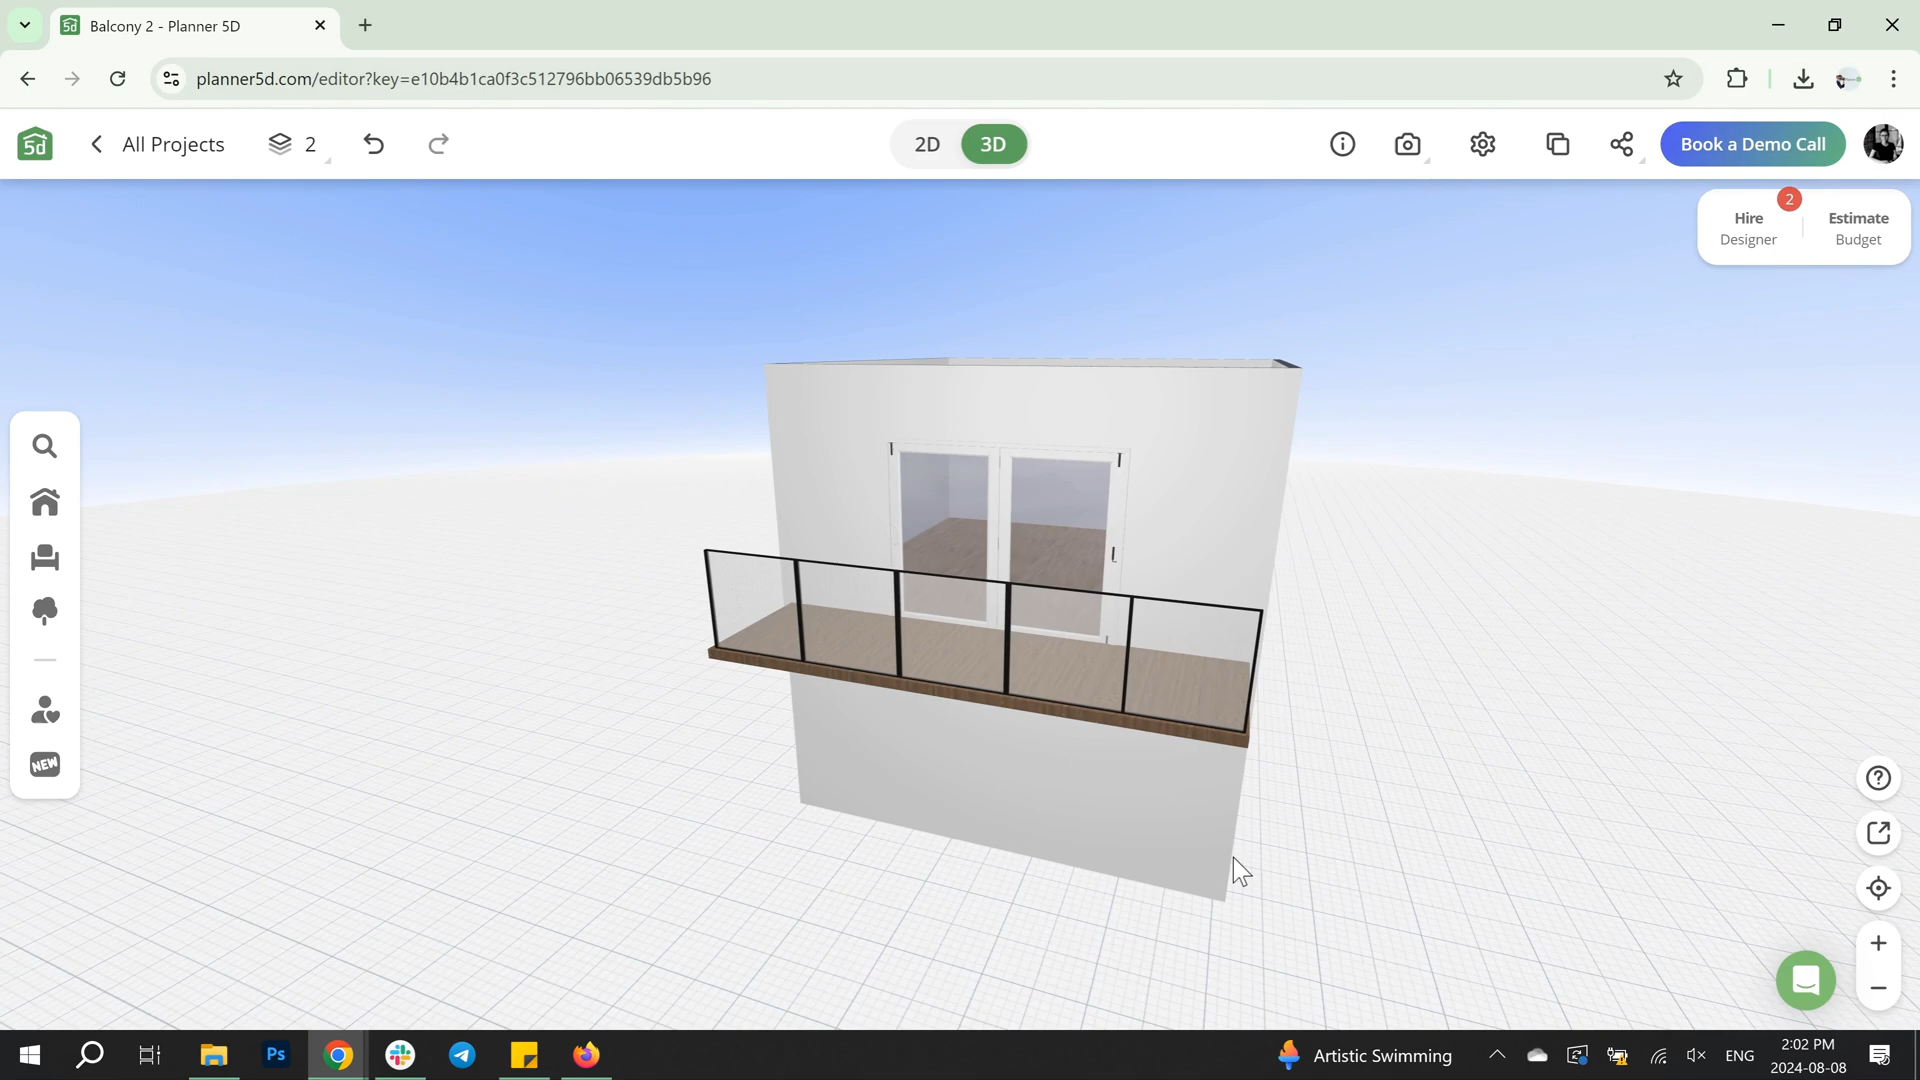 5d Balcony 2 - Planner 5D
planner5d.com/editor?key=e10b4b1ca0f3c512796bb06539db5b96
5d All Projects 2 2D 3D Book a Demo Call
2
Hire Estimate
Designer Budget
NEW
Ps Artistic Swimming ENG 2:02 PM
2024-08-08